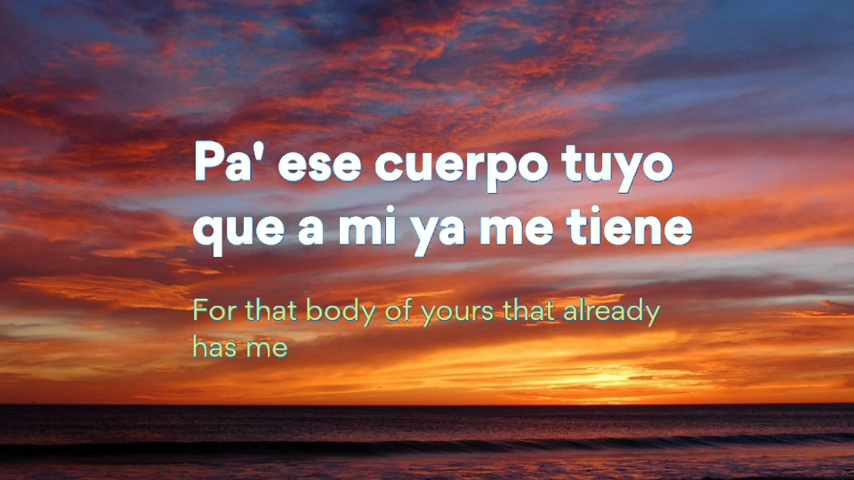 Pa' ese cuerpo tuyo
que a mi ya me tiene
For that body of yours that already
has me